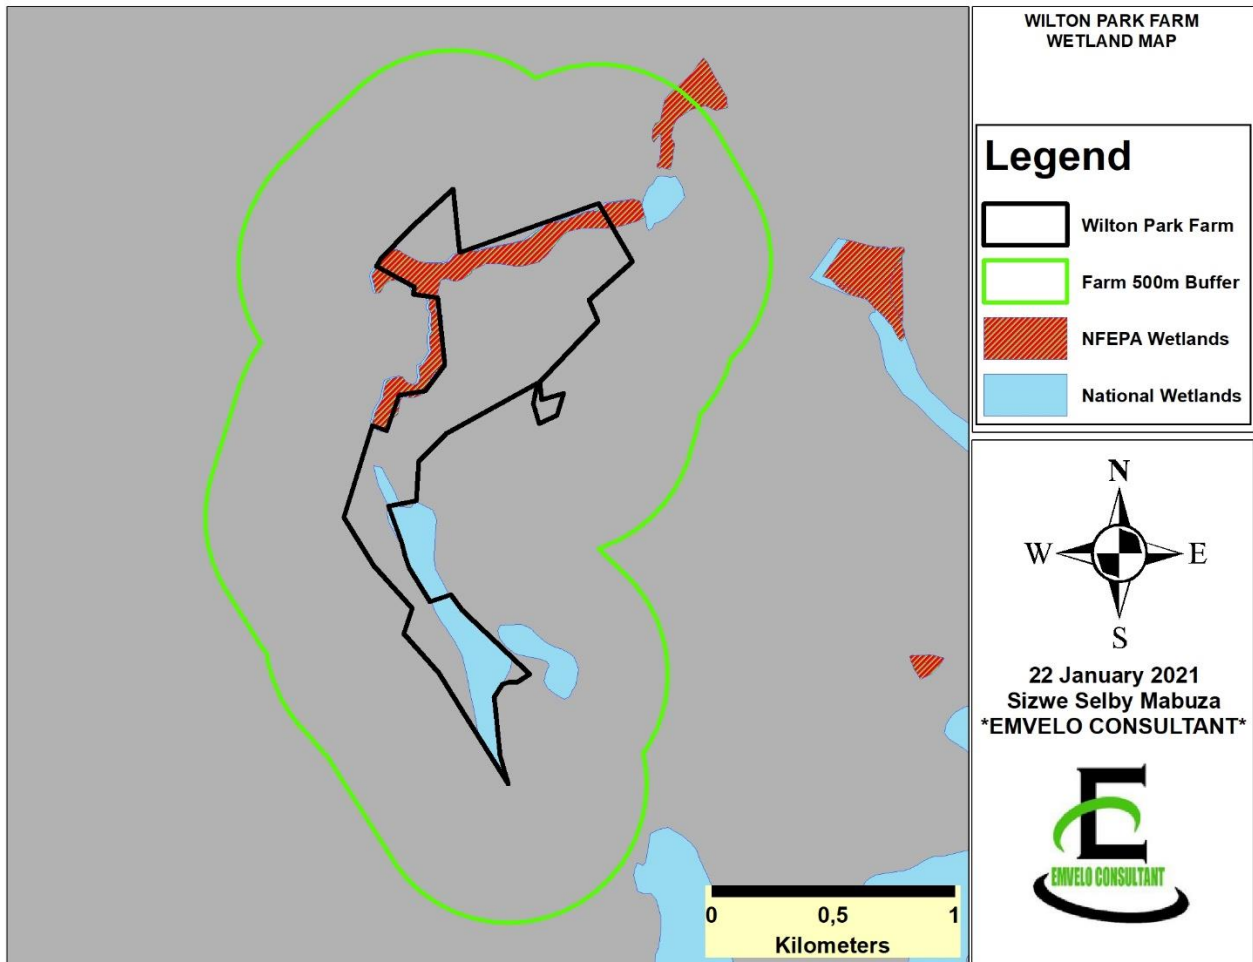 WILTON PARK FARM
WETLAND MAP
Legend
Wilton Park Farm
Farm 500m Buffer
NFEPA Wetlands
National Wetlands
N
W E
S
22 January 2021
Sizwe Selby Mabuza
*EMVELO CONSULTANT*
E
EMVELO CONSULTANT
0 0,5 1
Kilometers